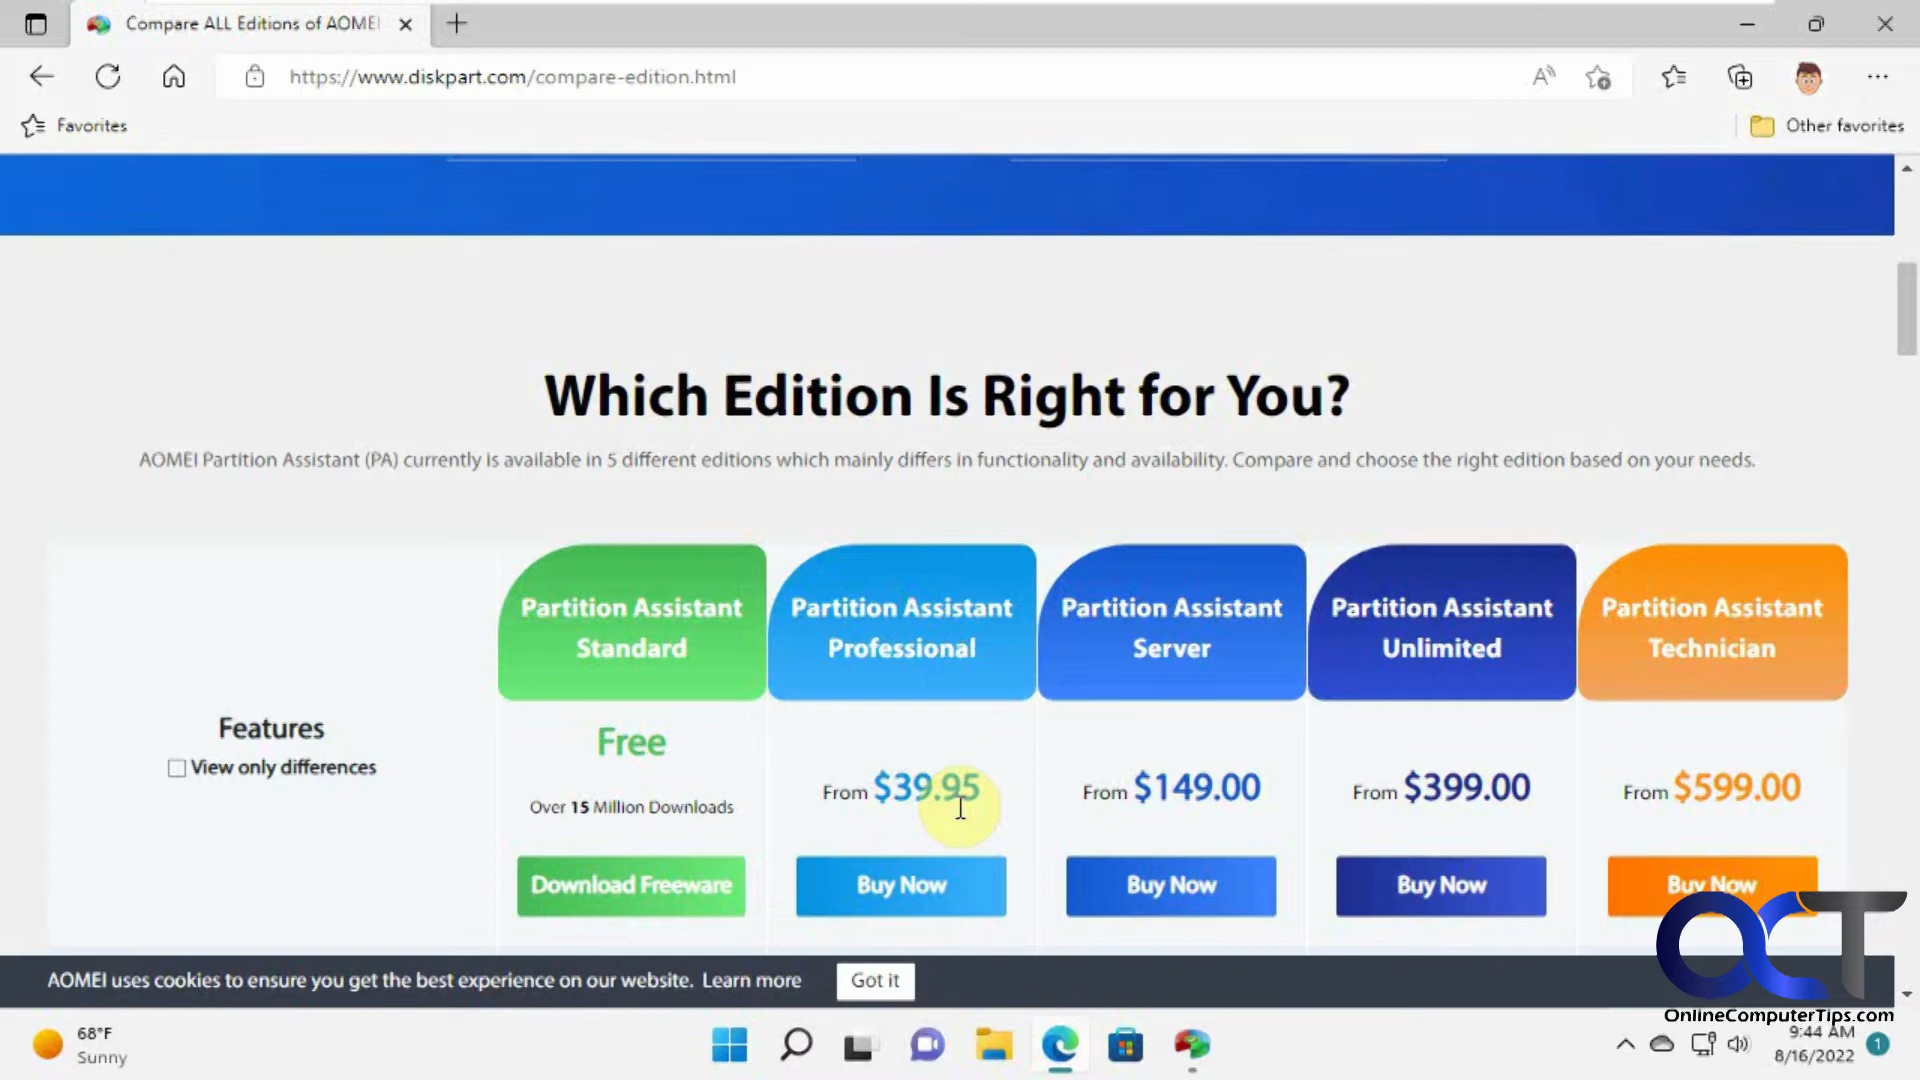 Compare ALL Editions of AOMEI
https://www.diskpart.com/compare-edition.html
Favorites
Other favorites
Which Edition Is Right for You?
AOMEI Partition Assistant (PA) currently is available in 5 different editions which mainly differs in functionality and availability. Compare and choose the right edition based on your needs.
Features
View only differences
Partition Assistant
Standard
Free
Over 15 Million Downloads
Download Freeware
Partition Assistant
Professional
From $39.95
Buy Now
Partition Assistant
Server
From $149.00
Buy Now
Partition Assistant
Unlimited
From $399.00
Buy Now
Partition Assistant
Technician
From $599.00
Buy Now
AOMEI uses cookies to ensure you get the best experience on our website. Learn more
Got it
OCT
OnlineComputerTips.com
68°F
Sunny
9:44 AM
8/16/2022
1